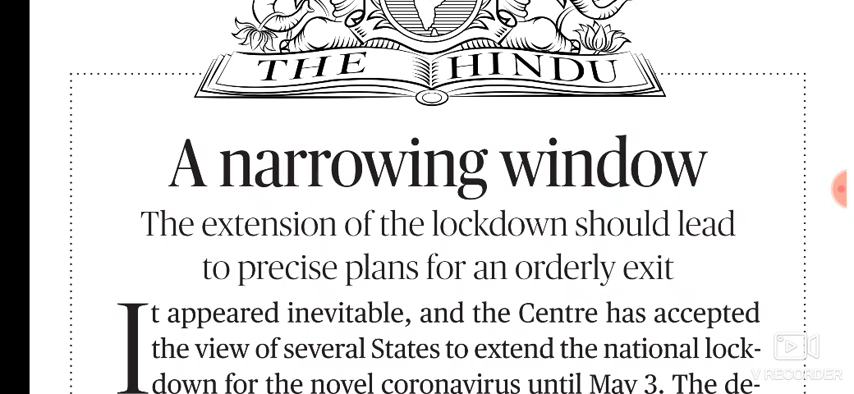 THE HINDU
A narrowing window
The extension of the lockdown should lead
to precise plans for an orderly exit
It appeared inevitable, and the Centre has accepted
the view of several States to extend the national lock-
down for the novel coronavirus until May 3. The de-
V RECORDER